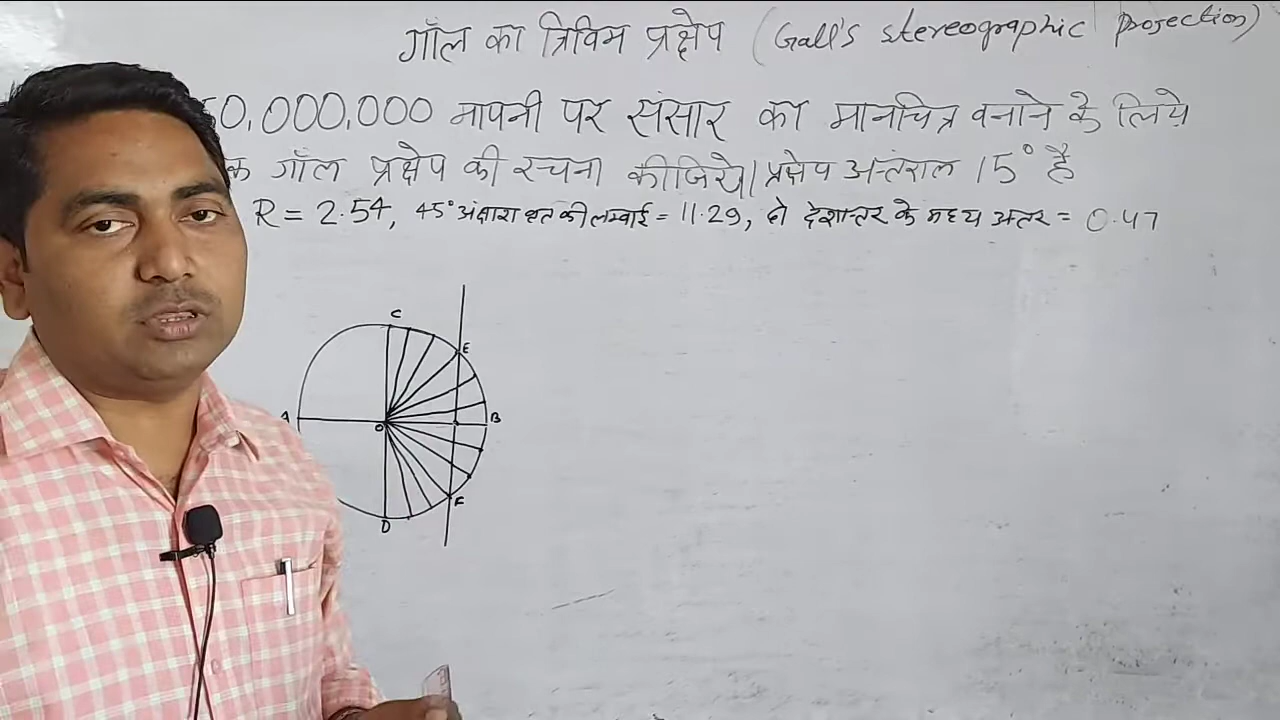 गॉल का त्रिविम प्रक्षेप (Gall's stereographic projection)
50,000,000 मापनी पर संसार का मानचित्र बनाने के लिये
क गॉल प्रक्षेप की रचना कीजिये। प्रक्षेप अन्तराल 15° है
R = 2.54, 45° अंक्षाश वृत की लम्बाई = 11.29, दो देशान्तर के मध्य अन्तर = 0.47
C
E
A
O
B
F
D